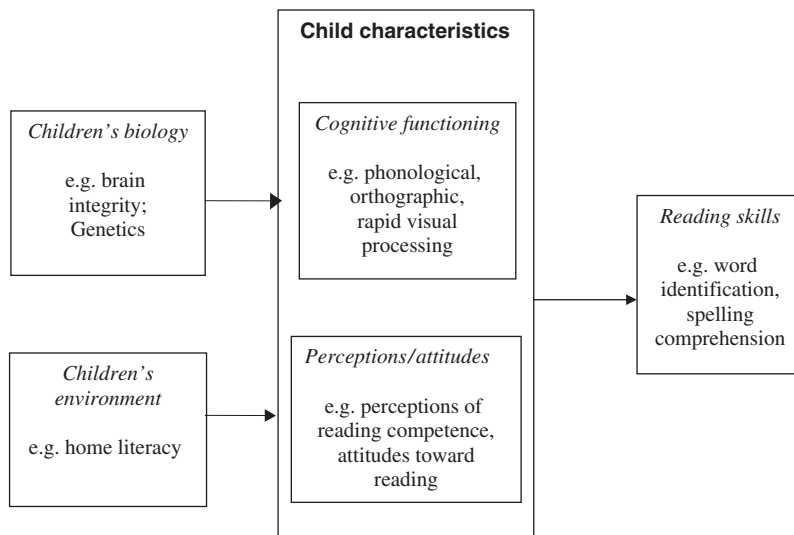 Child characteristics
Children's biology
e.g. brain
integrity;
Genetics
Cognitive functioning
e.g. phonological,
orthographic,
rapid visual
processing
Reading skills
e.g. word
identification,
spelling
comprehension
Children's
environment
e.g. home literacy
Perceptions/attitudes
e.g. perceptions of
reading competence,
attitudes toward
reading